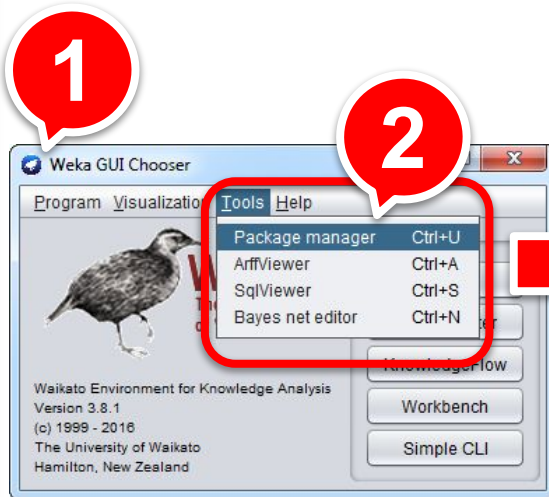 1
2
Weka GUI Chooser
Program Visualization Tools Help
Package manager Ctrl+U
ArffViewer Ctrl+A
SqlViewer Ctrl+S
Bayes net editor Ctrl+N
KnowledgeFlow
Workbench
Simple CLI
Waikato Environment for Knowledge Analysis
Version 3.8.1
(c) 1999 - 2016
The University of Waikato
Hamilton, New Zealand